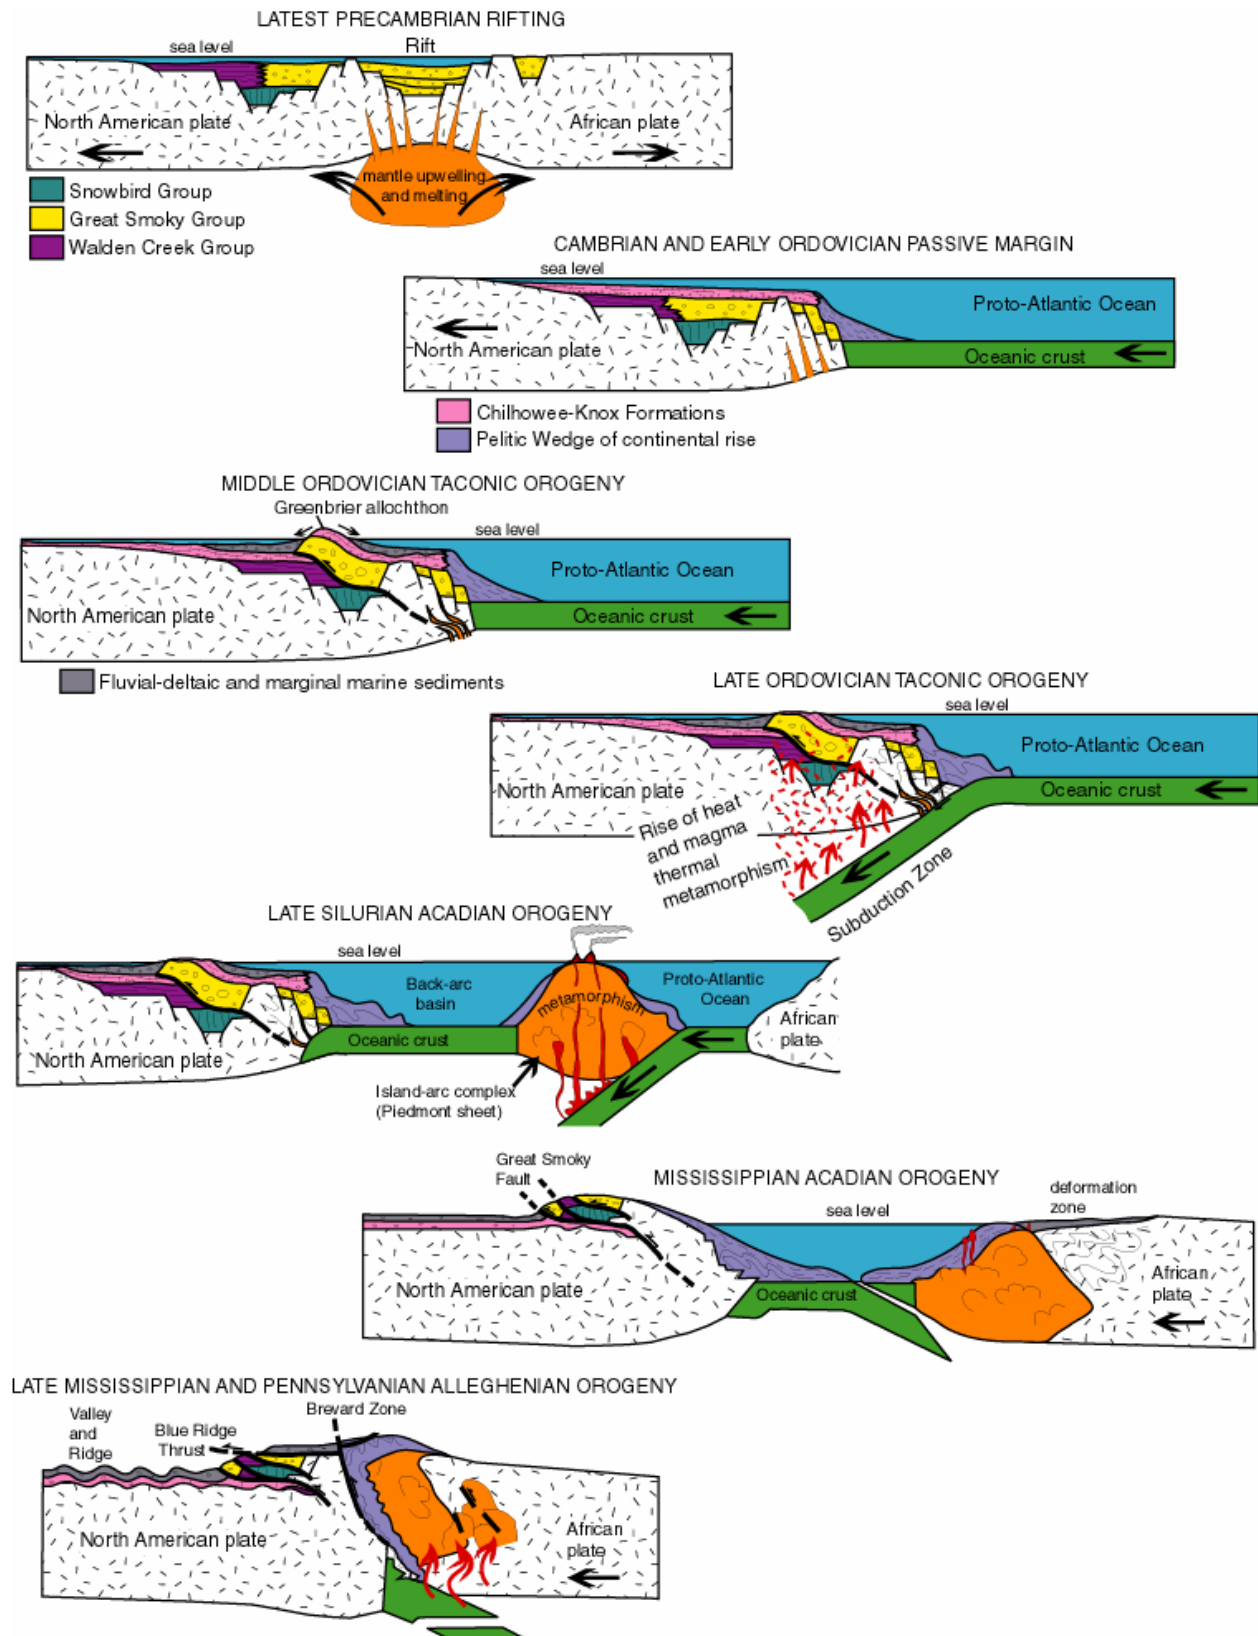 LATEST PRECAMBRIAN RIFTING
sea level
Rift
North American plate
African plate
mantle upwelling
and melting
Snowbird Group
Great Smoky Group
Walden Creek Group
CAMBRIAN AND EARLY ORDOVICIAN PASSIVE MARGIN
sea level
Proto-Atlantic Ocean
North American plate
Oceanic crust
Chilhowee-Knox Formations
Pelitic Wedge of continental rise
MIDDLE ORDOVICIAN TACONIC OROGENY
Greenbrier allochthon
sea level
Proto-Atlantic Ocean
North American plate
Oceanic crust
Fluvial-deltaic and marginal marine sediments
LATE ORDOVICIAN TACONIC OROGENY
sea level
Proto-Atlantic Ocean
North American plate
Oceanic crust
Rise of heat
and magma
thermal
metamorphism
Subduction Zone
LATE SILURIAN ACADIAN OROGENY
sea level
Back-arc
basin
metamorphism
Proto-Atlantic
Ocean
African
plate
North American plate
Oceanic crust
Island-arc complex
(Piedmont sheet)
Great Smoky
Fault
MISSISSIPPIAN ACADIAN OROGENY
sea level
deformation
zone
North American plate
Oceanic crust
African
plate
LATE MISSISSIPPIAN AND PENNSYLVANIAN ALLEGHENIAN OROGENY
Valley
and
Ridge
Blue Ridge
Thrust
Brevard Zone
North American plate
African
plate